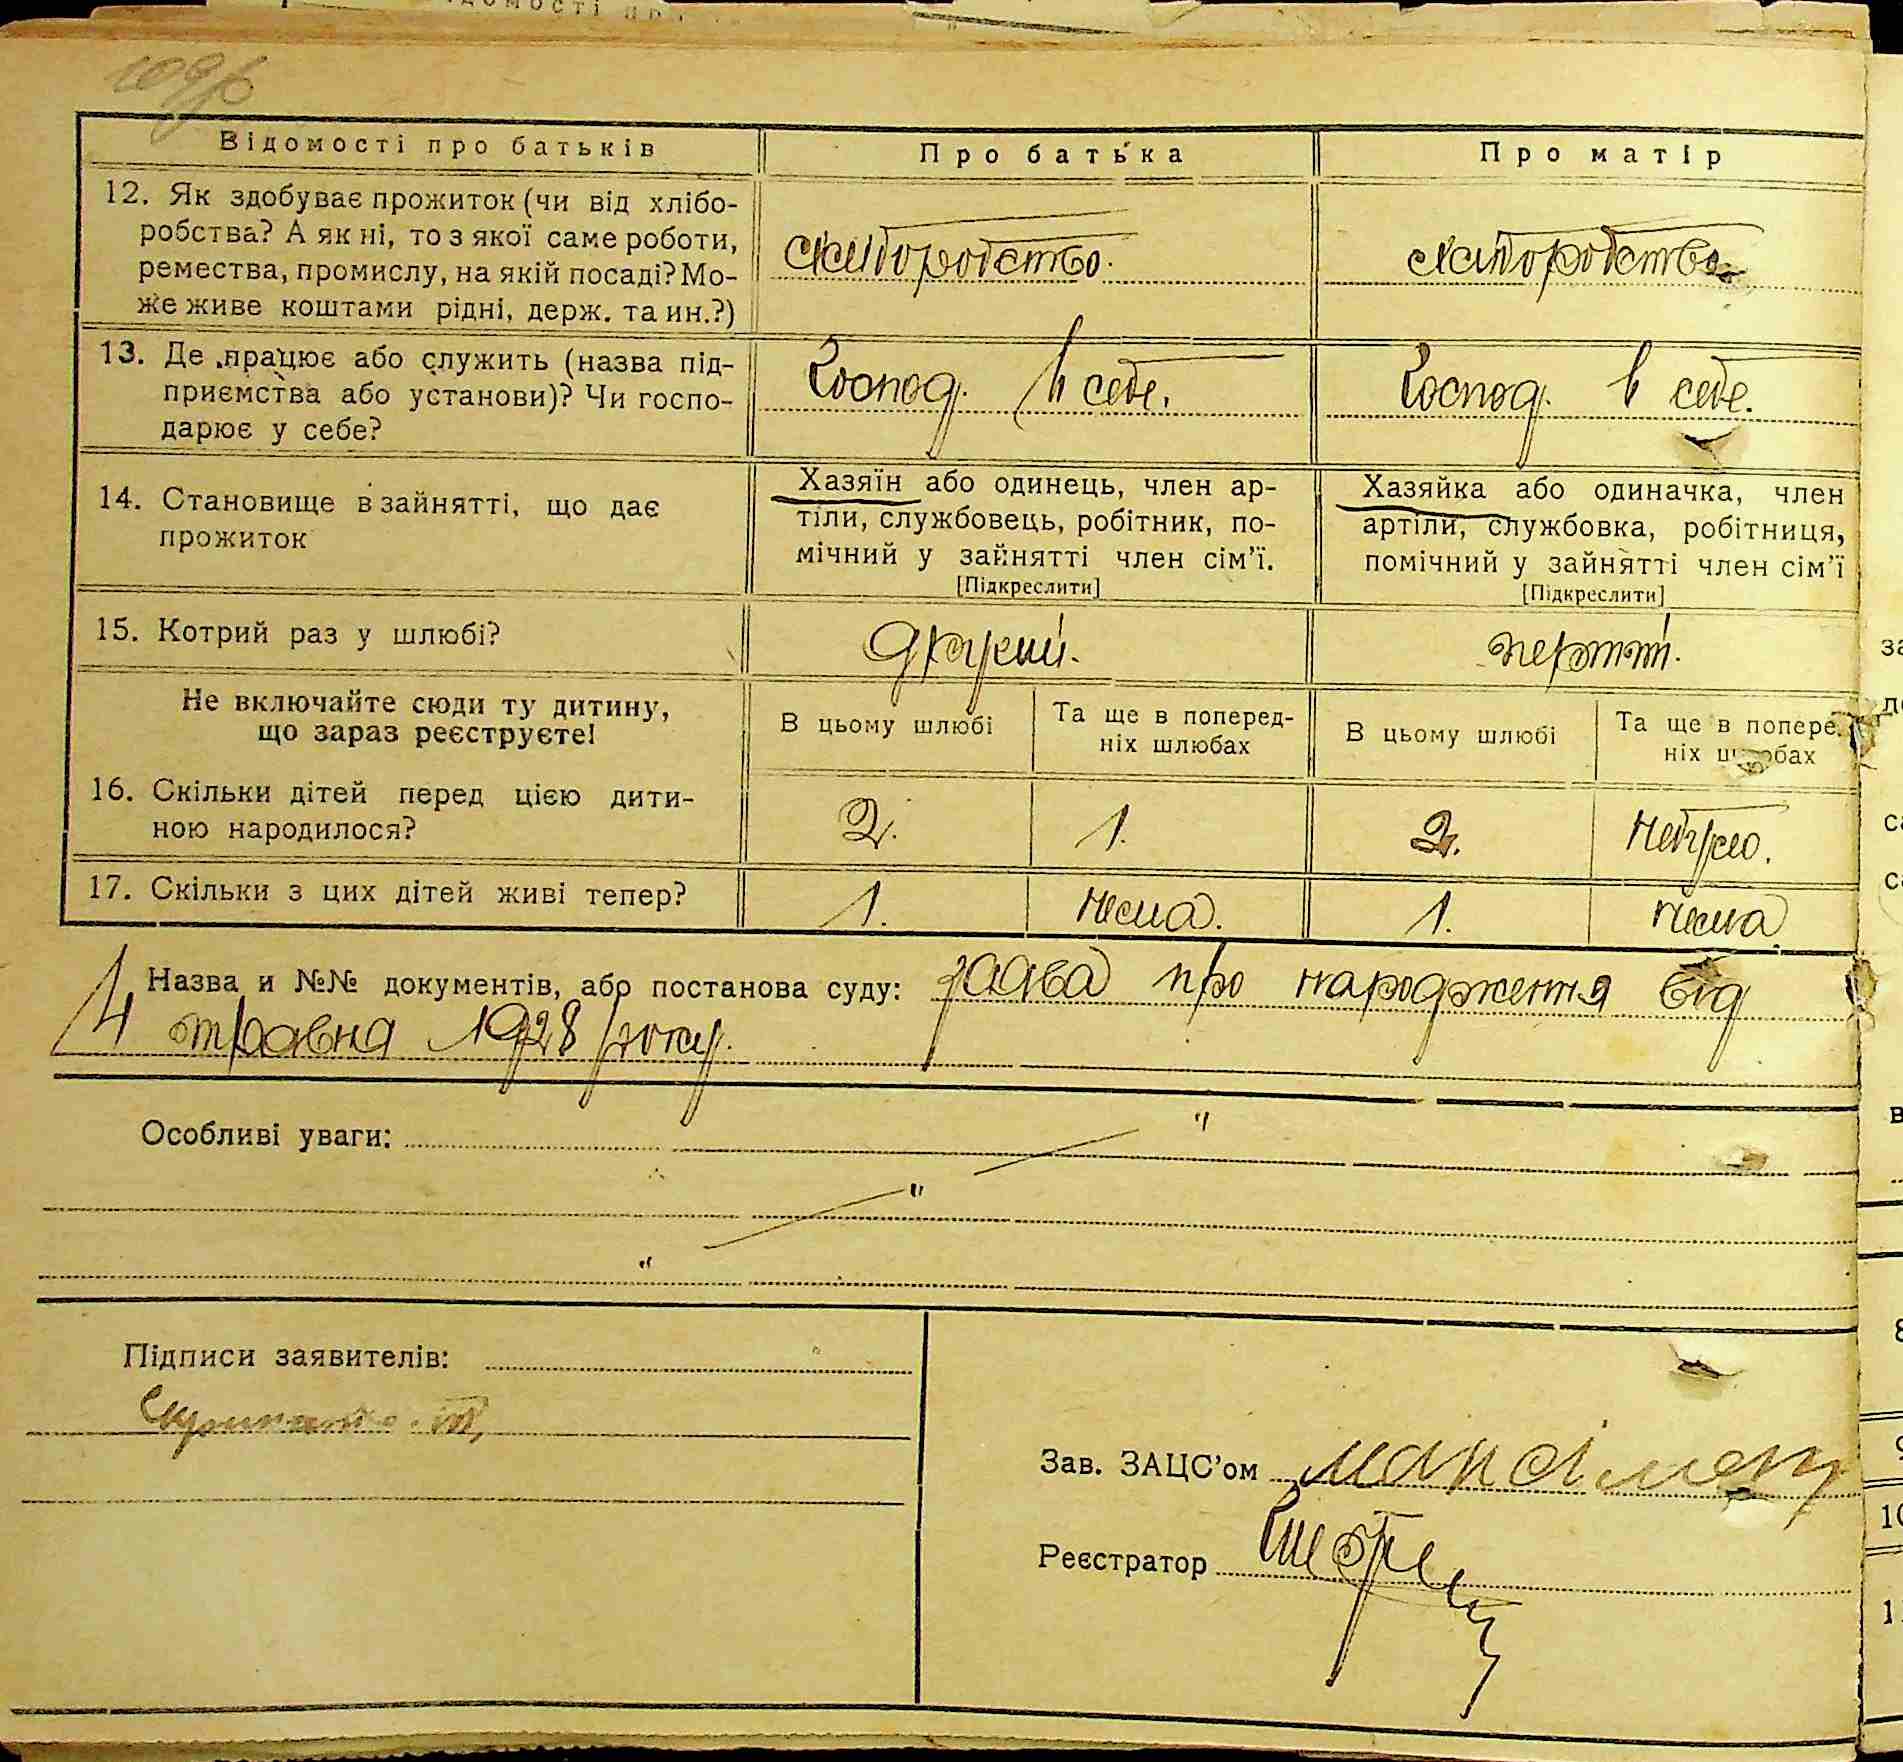 Відомості про батьків
Про батька
Про матір
12. Як здобуває прожиток (чи від хлібо-
робства? А як ні, то з якої саме роботи,
ремества, промислу, на якій посаді? Мо-
же живе коштами рідні, держ. та ин.?)
хліборобство.
хліборобство.
13. Де працює або служить (назва під-
приємства або установи)? Чи госпо-
дарює у себе?
Господ. в себе.
Господ. в себе.
14. Становище в зайнятті, що дає
прожиток
Хазяїн або одинець, член ар-
тіли, службовець, робітник, по-
мічний у зайнятті член сім'ї.
[Підкреслити]
Хазяйка або одиначка, член
артіли, службовка, робітниця,
помічний у зайнятті член сім'ї
[Підкреслити]
15. Котрий раз у шлюбі?
другий.
перший.
Не включайте сюди ту дитину,
що зараз реєструєте!
В цьому шлюбі
Та ще в поперед-
ніх шлюбах
В цьому шлюбі
Та ще в попере
ніх шлюбах
16. Скільки дітей перед цією дити-
ною народилося?
2.
1.
2.
небуло.
17. Скільки з цих дітей живі тепер?
1.
нема.
1.
нема
Назва и №№ документів, або постанова суду: заява про народження від
4 травня 1928 року.
Особливі уваги:
Підписи заявителів:
Зав. ЗАЦС'ом
Реєстратор